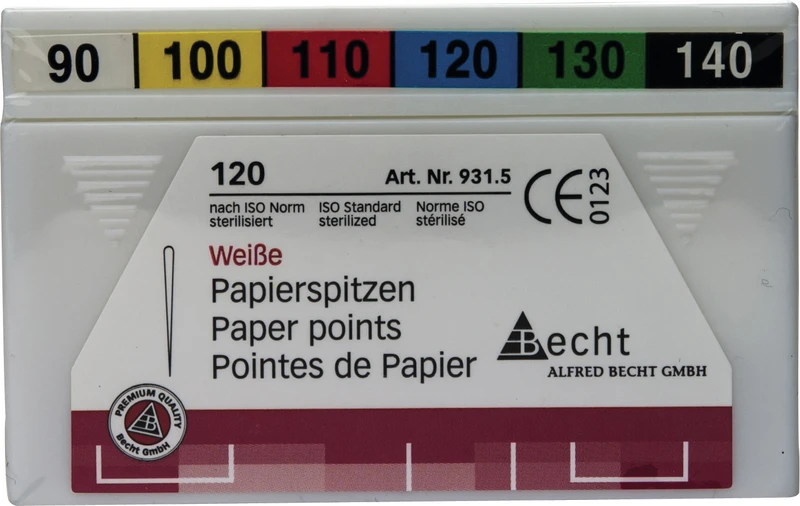 90 100 110 120 130 140
120 Art. Nr. 931.5
nach ISO Norm ISO Standard Norme ISO
sterilisiert sterilized stérilisé
CE 0123
Weiße
Papierspitzen
Paper points
Pointes de Papier
Becht
ALFRED BECHT GMBH
PREMIUM QUALITY
Becht GmbH